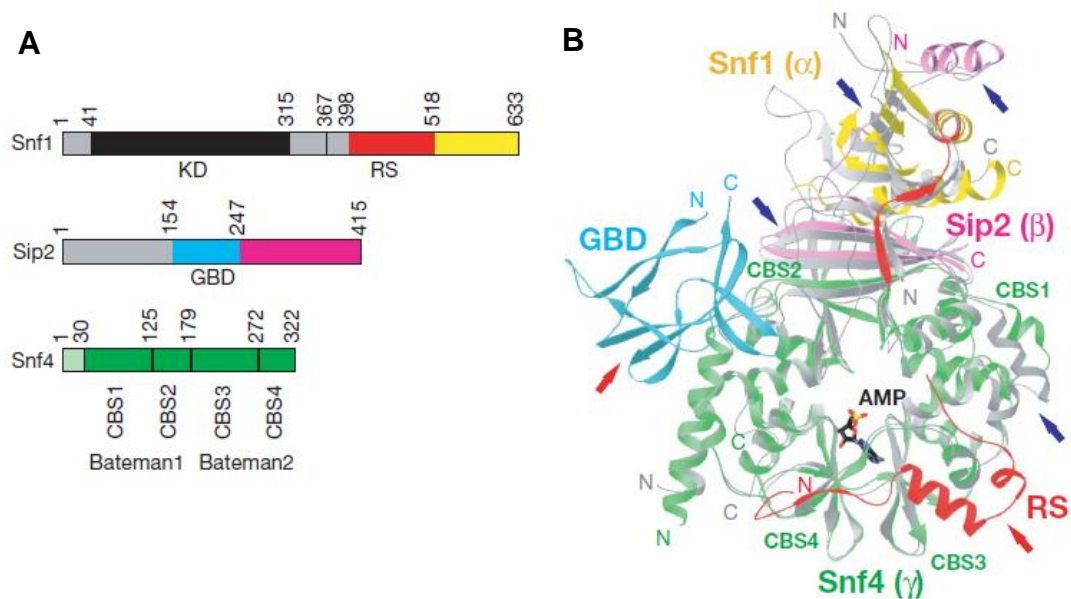 A
1 41 315 367 398 518 633
Snf1
KD RS
1 154 247 415
Sip2
GBD
1 30 125 179 272 322
Snf4
CBS1 CBS2 CBS3 CBS4
Bateman1 Bateman2
B
N
N
Snf1 (α)
C
C
N C
GBD
Sip2 (β)
CBS2
C
CBS1
N
AMP
C
N
N
RS
C
CBS4
N
CBS3
Snf4 (γ)